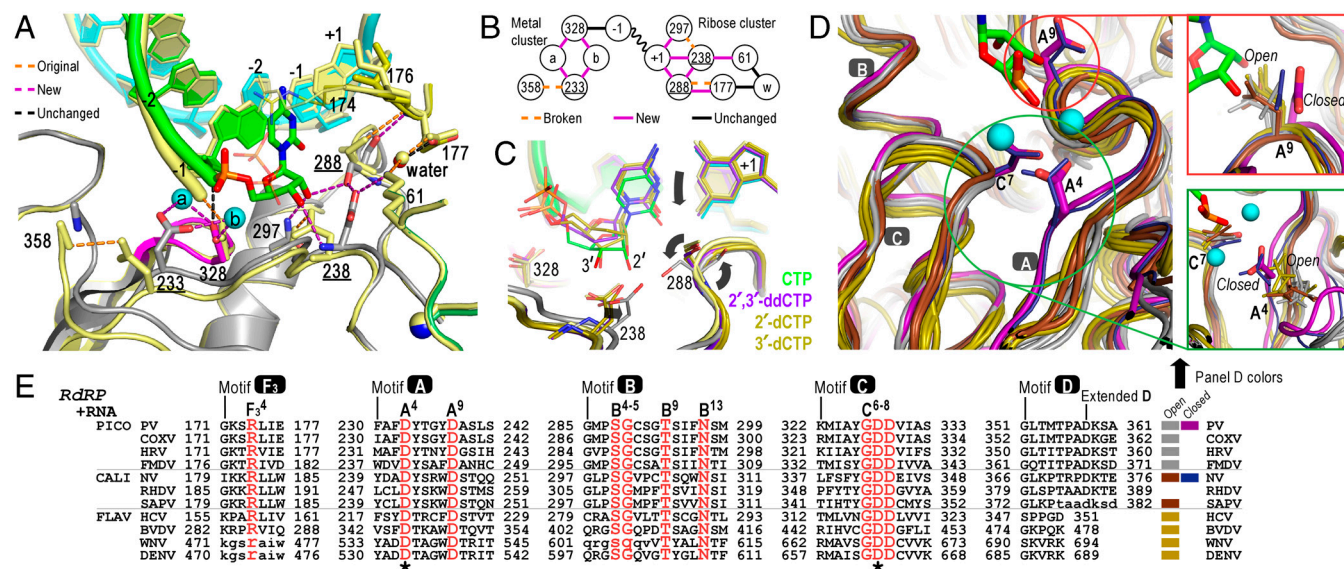 A
Original
New
Unchanged
-2
-2
-1
+1
176
174
177
288
water
61
-1
a
b
297
358
328
233
238
B
Metal cluster
328
-1
297
Ribose cluster
a
b
+1
238
61
358
233
288
177
w
Broken
New
Unchanged
C
+1
3′
2′
328
288
238
CTP
2′,3′-ddCTP
2′-dCTP
3′-dCTP
D
B
A⁹
C⁷
A⁴
C
A
Open
Closed
A⁹
C⁷
Open
Closed
A⁴
E
RdRP
+RNA
Motif F₃
Motif A
Motif B
Motif C
Motif D
Extended D
Panel D colors
Open
Closed
F₃⁴ A⁴ A⁹ B⁴⁻⁵ B⁹ B¹³ C⁶⁻⁸
PICO PV 171 GKSRLIE 177 230 FAFDYTGYDASLS 242 285 GMPSGCSGTSIFNSM 299 322 KMIAYGDDVIAS 333 351 GLTMTPADKSA 361 PV
COXV 171 GKSRLIE 177 230 FAFDYSGYDASLS 242 286 GMPSGCSGTSIFNSM 300 323 RMIAYGDDVIAS 334 352 GLIMTPADKGE 362 COXV
HRV 171 GKTRVIE 177 231 MAFDYTNYDGSIH 243 284 GLPSGCSGTSIFNTM 298 321 KILAYGDDVIFS 332 350 GLTITPADKST 360 HRV
FMDV 176 GKTRIVD 182 237 WDVDYSAFDANHC 249 295 GMPSGCSATSIINTI 309 332 TMISYGDDIVVA 343 361 GQTITPADKSD 371 FMDV
CALI NV 179 IKKRLLW 185 239 YDADYSRWDSTQQ 251 297 GLPSGVPCTSQWNSI 311 337 LFSFYGDDEIVS 348 366 GLKPTRPDKTE 376 NV
RHDV 185 GKKRLLW 191 247 LCLDYSKWDSTMS 259 305 GLPSGMPFTSVINSI 319 348 FYTYGDDGVYA 359 379 GLSPTAADKTE 389 RHDV
SAPV 179 GKKRLLW 185 239 YCLDYSKWDSTQN 251 297 GLPSGMPFTSVVNSI 311 341 THTYGDDCVYS 352 372 GLKPtaadksd 382 SAPV
FLAV HCV 155 KPARLIV 161 217 FSYDTRCFDSTVT 229 279 CRASGVLTTSCGNTL 293 312 TMLVNGDDLVVI 323 347 SPPGD 351 HCV
BVDV 282 KRPRVIQ 288 342 VSFDTKAWDTQVT 354 402 QRGSGQPDTSAGNSM 416 442 RIHVCGDDGFLI 453 474 GKPQK 478 BVDV
WNV 471 kgsraiw 477 533 YADDTAGWDTRIT 545 601 qrgsgqvvTYALNTF 615 673 RMAVSGDDCVVK 684 690 SKVRK 694 WNV
DENV 470 kgsraiw 476 530 YADDTAGWDTRIT 542 597 QRGSGQVGTYGLNTF 611 657 RMAISGDDCVVK 668 685 EKVRK 689 DENV
* *